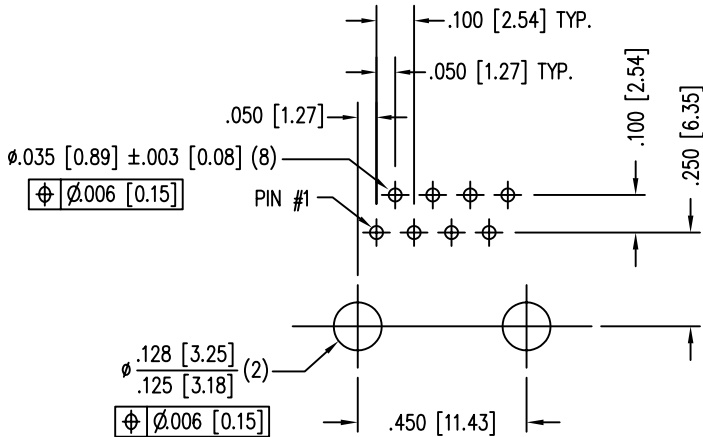 .100 [2.54] TYP.
.050 [1.27] TYP.
.050 [1.27]
.100 [2.54]
.250 [6.35]
ø.035 [0.89] ±.003 [0.08] (8)
⌖ Ø.006 [0.15]
PIN #1
ø .128 [3.25]
.125 [3.18] (2)
⌖ Ø.006 [0.15]
.450 [11.43]